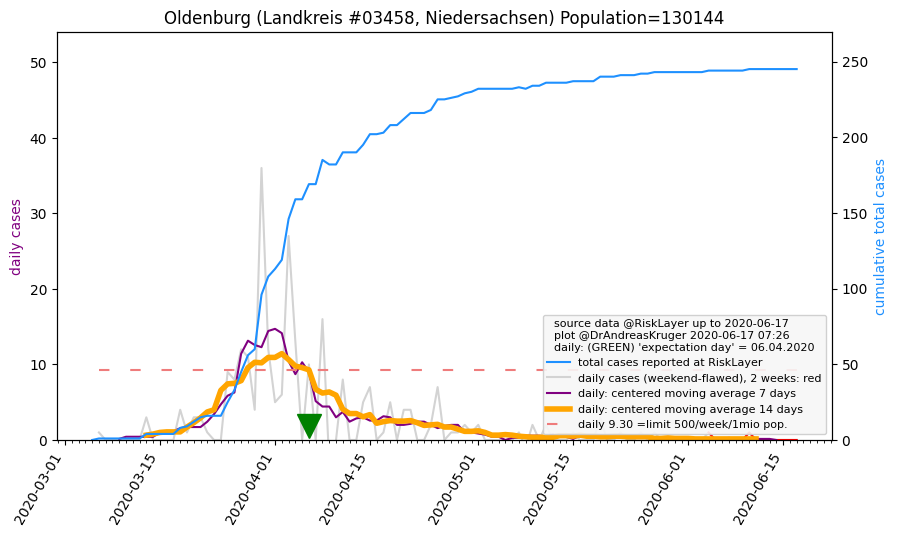 Oldenburg (Landkreis #03458, Niedersachsen) Population=130144
50
40
30
20
10
0
daily cases
250
200
150
100
50
0
cumulative total cases
source data @RiskLayer up to 2020-06-17
plot @DrAndreasKruger 2020-06-17 07:26
daily: (GREEN) 'expectation day' = 06.04.2020
total cases reported at RiskLayer
daily cases (weekend-flawed), 2 weeks: red
daily: centered moving average 7 days
daily: centered moving average 14 days
daily 9.30 =limit 500/week/1mio pop.
2020-03-01
2020-03-15
2020-04-01
2020-04-15
2020-05-01
2020-05-15
2020-06-01
2020-06-15